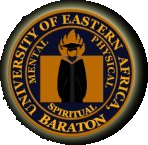 UNIVERSITY OF EASTERN AFRICA,
BARATON
MENTAL
PHYSICAL
SPIRITUAL